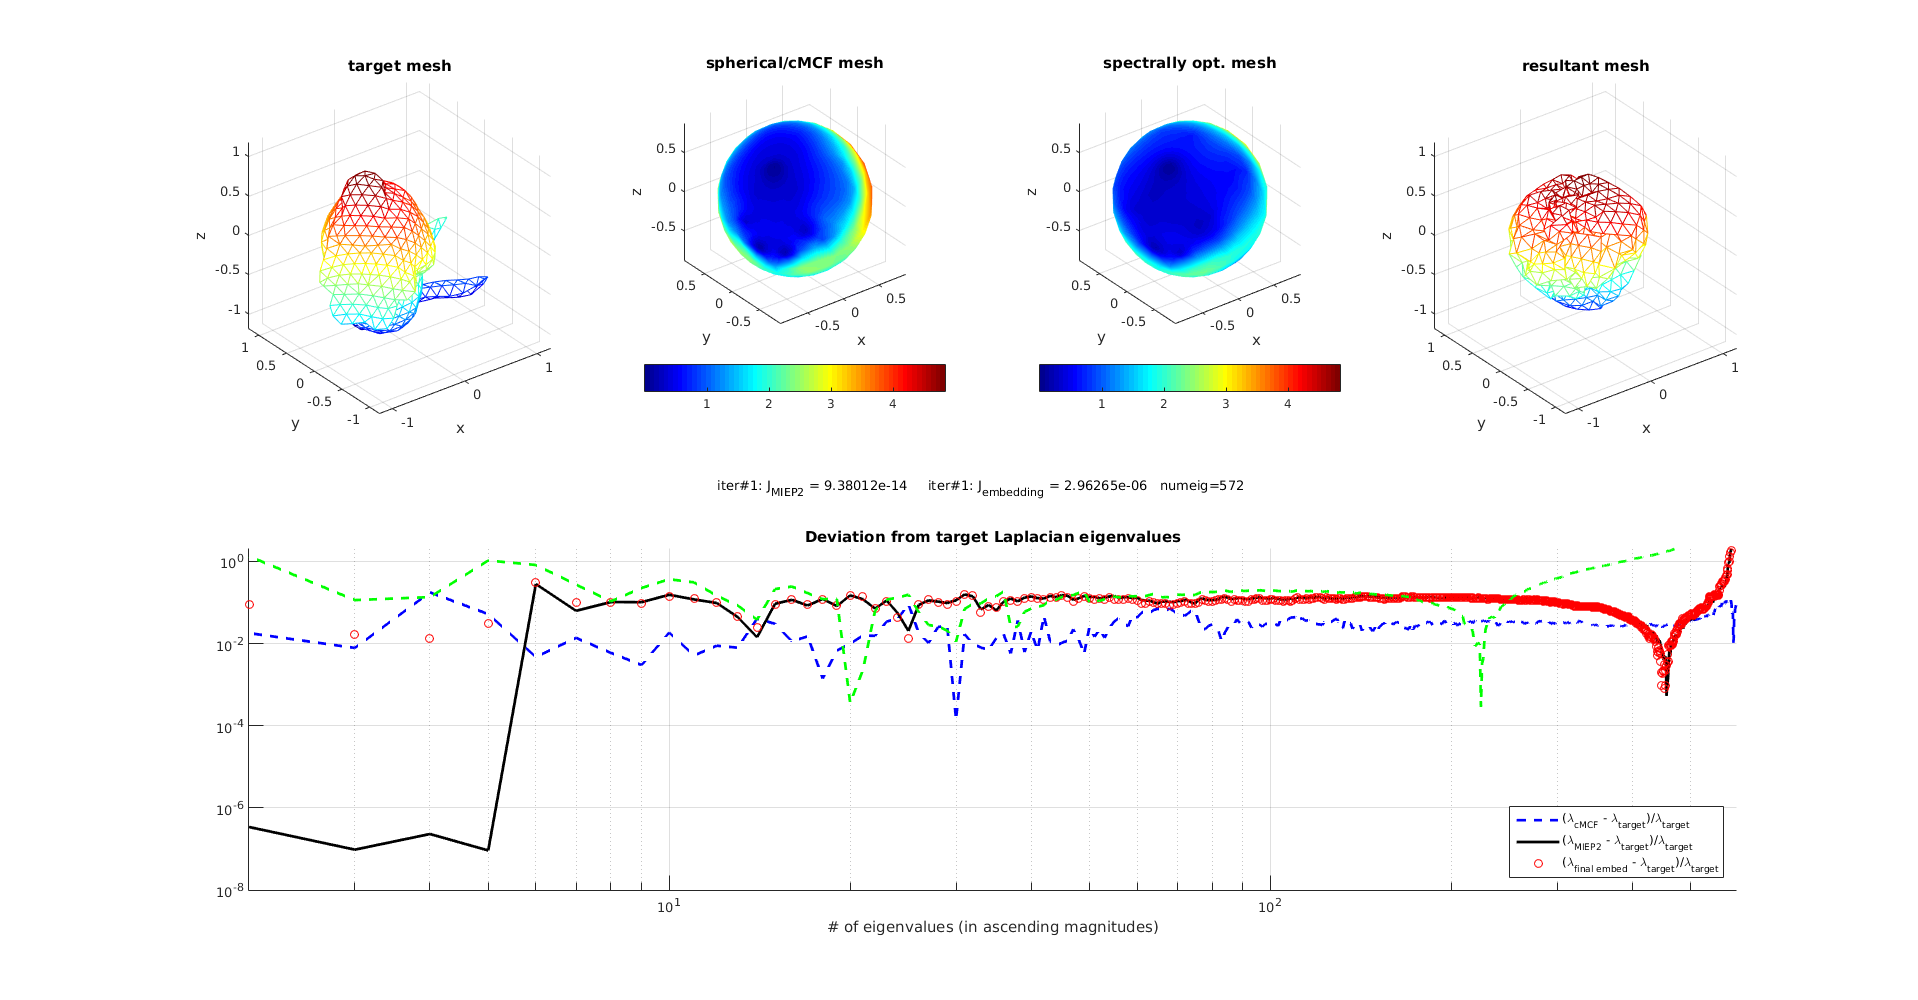 target mesh
spherical/cMCF mesh
spectrally opt. mesh
resultant mesh
1
0.5
0
-0.5
-1
z
1
0.5
0
-0.5
-1
y
-1
0
1
x
0.5
0
-0.5
z
0.5
0
-0.5
y
-0.5
0
0.5
x
1 2 3 4
0.5
0
-0.5
z
0.5
0
-0.5
y
-0.5
0
0.5
x
1 2 3 4
1
0.5
0
-0.5
-1
z
1
0.5
0
-0.5
-1
y
-1
0
1
x
iter#1: J_MIEP2 = 9.38012e-14 iter#1: J_embedding = 2.96265e-06 numeig=572
Deviation from target Laplacian eigenvalues
10^0
10^-2
10^-4
10^-6
10^-8
10^1 10^2
# of eigenvalues (in ascending magnitudes)
(λ_cMCF - λ_target)/λ_target
(λ_MIEP2 - λ_target)/λ_target
(λ_final embed - λ_target)/λ_target